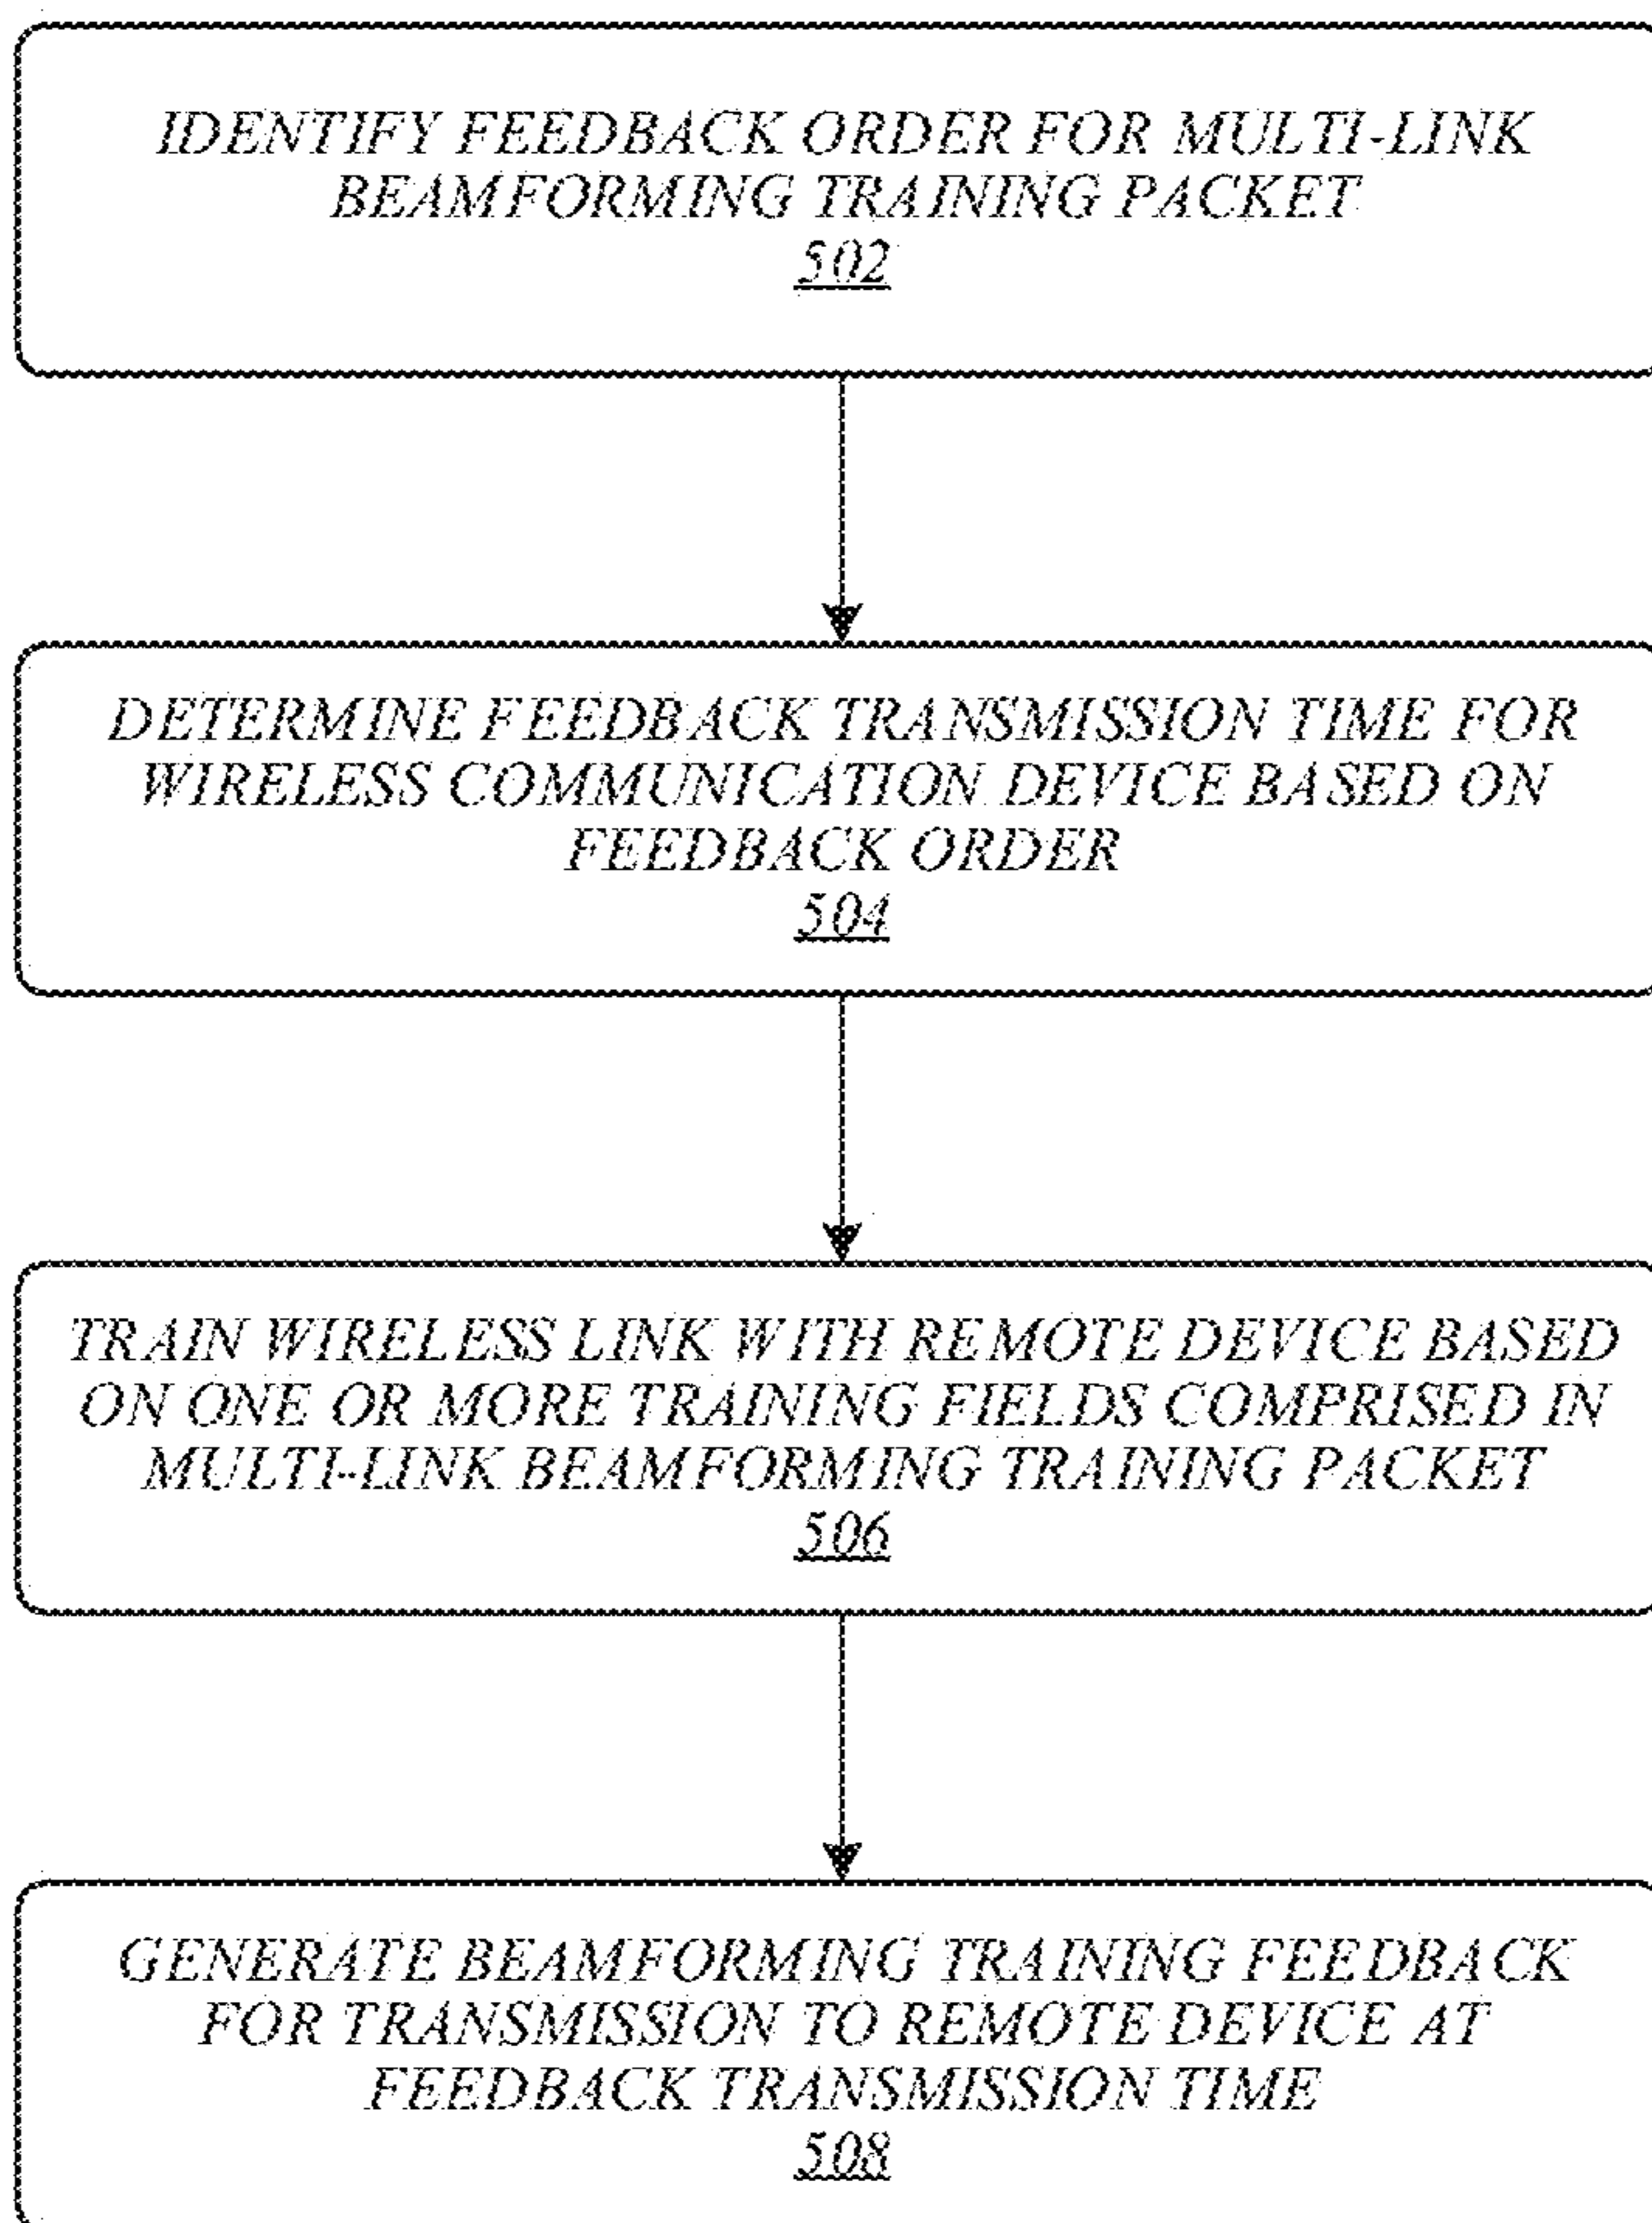 IDENTIFY FEEDBACK ORDER FOR MULTI-LINK
BEAMFORMING TRAINING PACKET
502
DETERMINE FEEDBACK TRANSMISSION TIME FOR
WIRELESS COMMUNICATION DEVICE BASED ON
FEEDBACK ORDER
504
TRAIN WIRELESS LINK WITH REMOTE DEVICE BASED
ON ONE OR MORE TRAINING FIELDS COMPRISED IN
MULTI-LINK BEAMFORMING TRAINING PACKET
506
GENERATE BEAMFORMING TRAINING FEEDBACK
FOR TRANSMISSION TO REMOTE DEVICE AT
FEEDBACK TRANSMISSION TIME
508